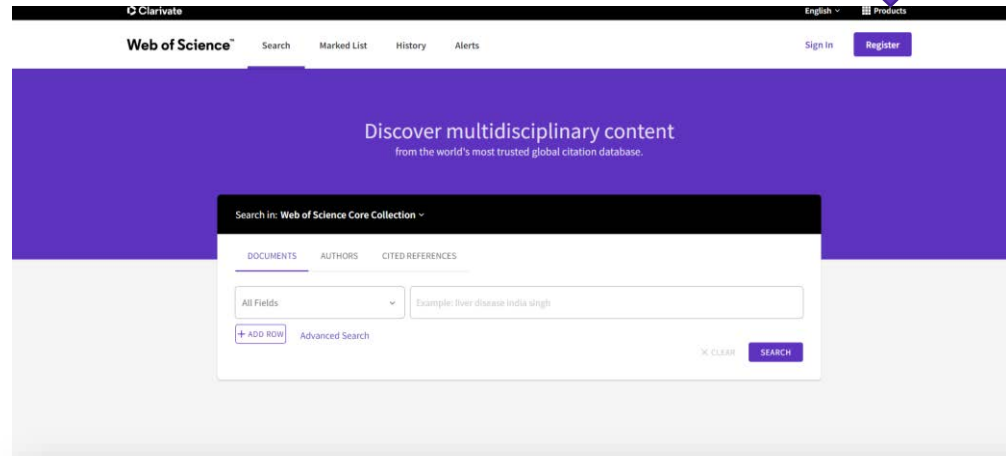 Clarivate
English
Products
Web of Science™
Search
Marked List
History
Alerts
Sign In
Register
Discover multidisciplinary content
from the world's most trusted global citation database.
Search in: Web of Science Core Collection
DOCUMENTS
AUTHORS
CITED REFERENCES
All Fields
Example: liver disease india singh
+ ADD ROW
Advanced Search
× CLEAR
SEARCH